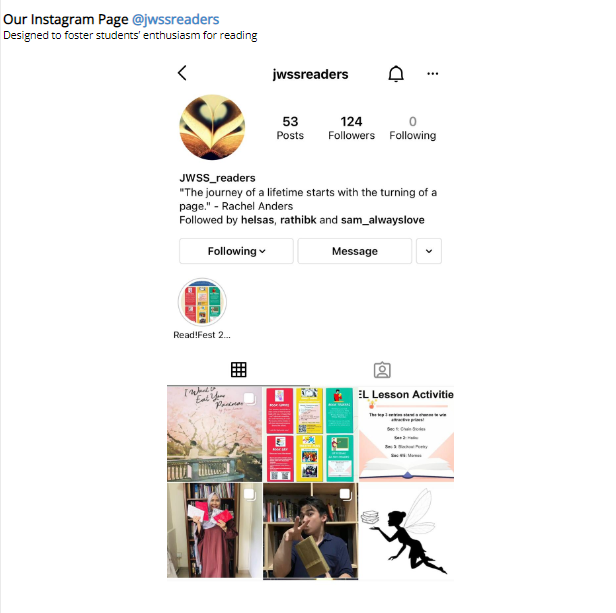 Our Instagram Page @jwssreaders
Designed to foster students' enthusiasm for reading
jwssreaders
53
124
0
Posts
Followers
Following
JWSS_readers
"The journey of a lifetime starts with the turning of a
page." - Rachel Anders
Followed by helsas, rathibk and sam_alwayslove
Following
Message
Read!Fest 2...
I Want to
Eat Your
Pancreas
EL Lesson Activitie
The top 3 entries stand a chance to win
attractive prizes!
Sec 1: Chalk Stories
Sec 2: Haiku
Sec 3: Blackout Poetry
Sec 4/5: Memes